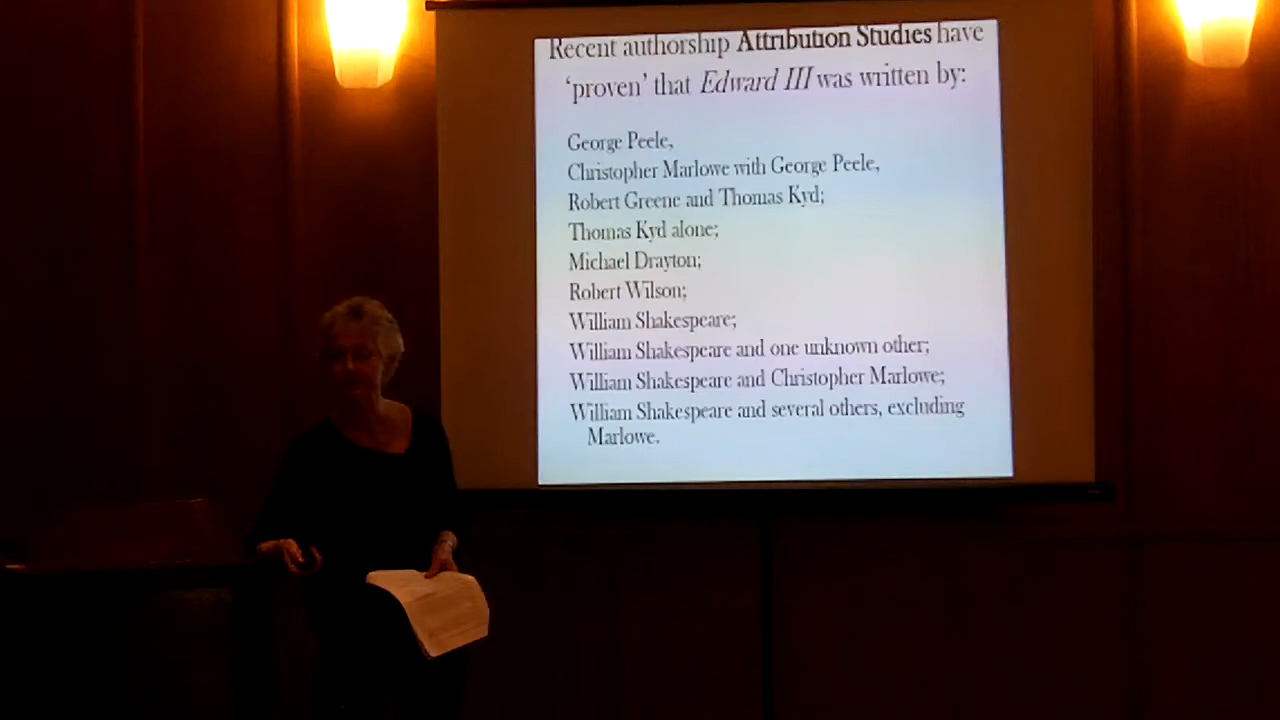 Recent authorship Attribution Studies have
‘proven’ that Edward III was written by:
George Peele,
Christopher Marlowe with George Peele,
Robert Greene and Thomas Kyd;
Thomas Kyd alone;
Michael Drayton;
Robert Wilson;
William Shakespeare;
William Shakespeare and one unknown other;
William Shakespeare and Christopher Marlowe;
William Shakespeare and several others, excluding
Marlowe.